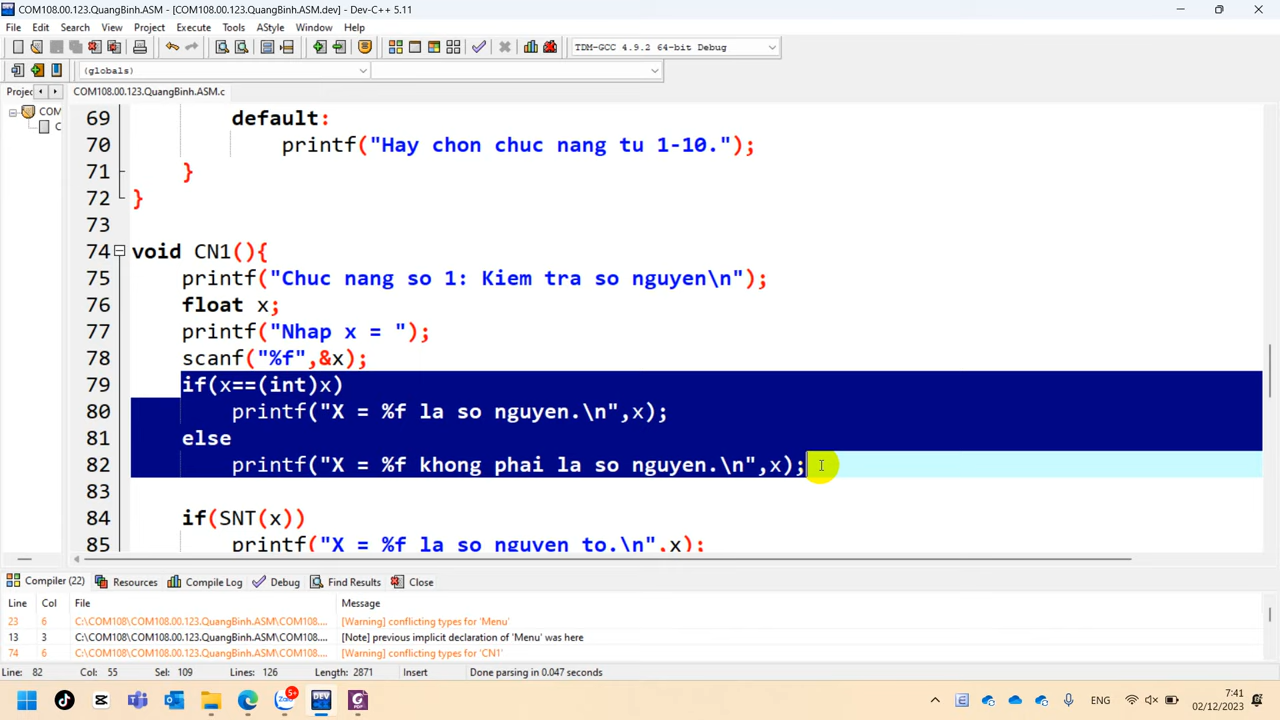 COM108.00.123.QuangBinh.ASM - [COM108.00.123.QuangBinh.ASM.dev] - Dev-C++ 5.11
File Edit Search View Project Execute Tools AStyle Window Help
TDM-GCC 4.9.2 64-bit Debug
(globals)
Projec COM108.00.123.QuangBinh.ASM.c
COM
C
69 default:
70 printf("Hay chon chuc nang tu 1-10.");
71 }
72 }
73
74 void CN1(){
75 printf("Chuc nang so 1: Kiem tra so nguyen\n");
76 float x;
77 printf("Nhap x = ");
78 scanf("%f",&x);
79 if(x==(int)x)
80 printf("X = %f la so nguyen.\n",x);
81 else
82 printf("X = %f khong phai la so nguyen.\n",x);
83
84 if(SNT(x))
85 printf("X = %f la so nguyen to.\n",x);
Compiler (22) Resources Compile Log Debug Find Results Close
Line Col File Message
23 6 C:\COM108\COM108.00.123.QuangBinh.ASM\COM108.... [Warning] conflicting types for 'Menu'
13 3 C:\COM108\COM108.00.123.QuangBinh.ASM\COM108.... [Note] previous implicit declaration of 'Menu' was here
74 6 C:\COM108\COM108.00.123.QuangBinh.ASM\COM108.... [Warning] conflicting types for 'CN1'
Line: 82 Col: 55 Sel: 109 Lines: 126 Length: 2871 Insert Done parsing in 0.047 seconds
5+
Zalo
DEV
ENG
7:41
02/12/2023